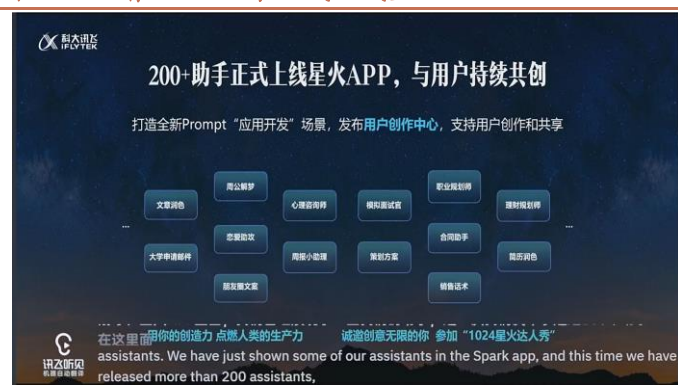 科大讯飞
iFLYTEK
200+助手正式上线星火APP，与用户持续共创
打造全新Prompt“应用开发”场景，发布用户创作中心，支持用户创作和共享
周公解梦
职业规划师
文章润色
心理咨询师
模拟面试官
理财规划师
...
...
恋爱助攻
合同助手
大学申请邮件
周报小助理
策划方案
简历润色
朋友圈文案
销售话术
用你的创造力 点燃人类的生产力
诚邀创意无限的你 参加“1024星火达人秀”
在这里面
讯飞听见
机器自动翻译
assistants. We have just shown some of our assistants in the Spark app, and this time we have
released more than 200 assistants,